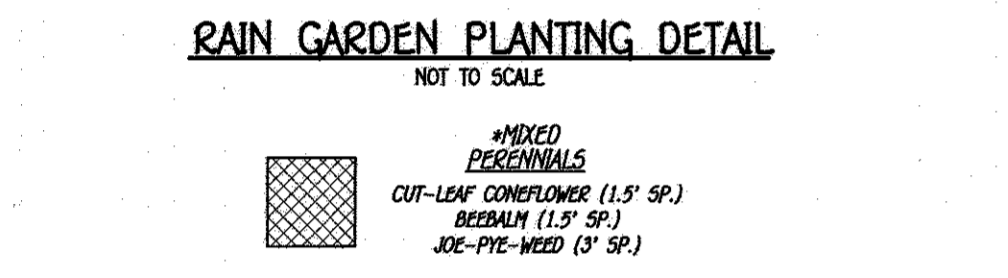 RAIN GARDEN PLANTING DETAIL
NOT TO SCALE
*MIXED
PERENNIALS
CUT-LEAF CONEFLOWER (1.5' SP.)
BEEBALM (1.5' SP.)
JOE-PYE-WEED (3' SP.)